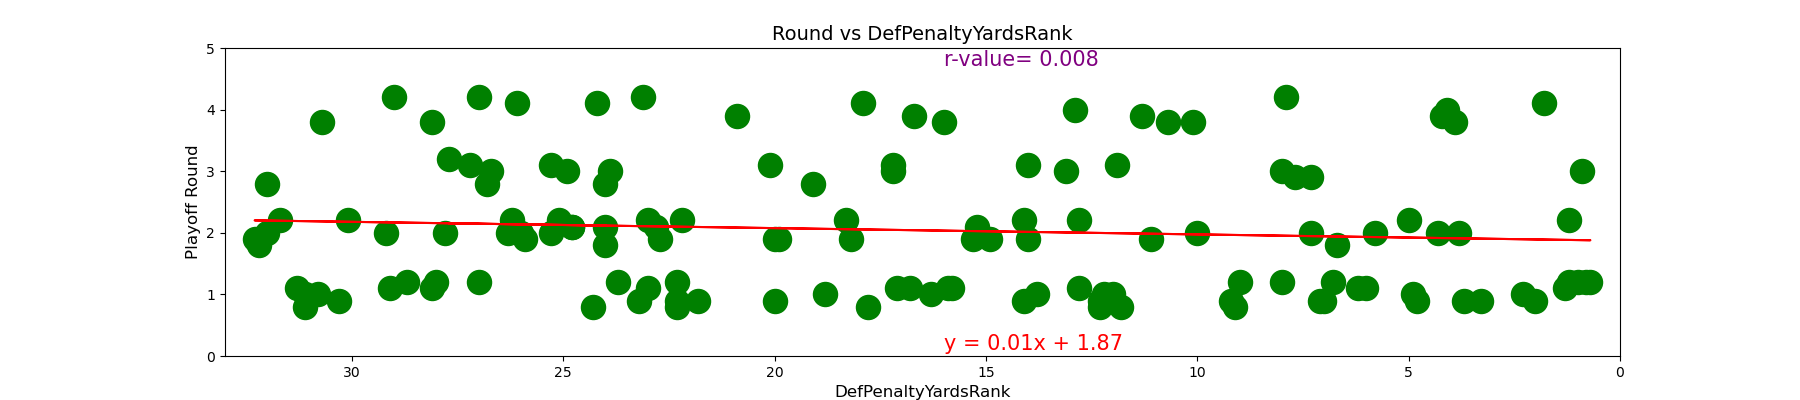 Round vs DefPenaltyYardsRank
r-value= 0.008
5
4
3
2
1
0
Playoff Round
y = 0.01x + 1.87
30 25 20 15 10 5 0
DefPenaltyYardsRank